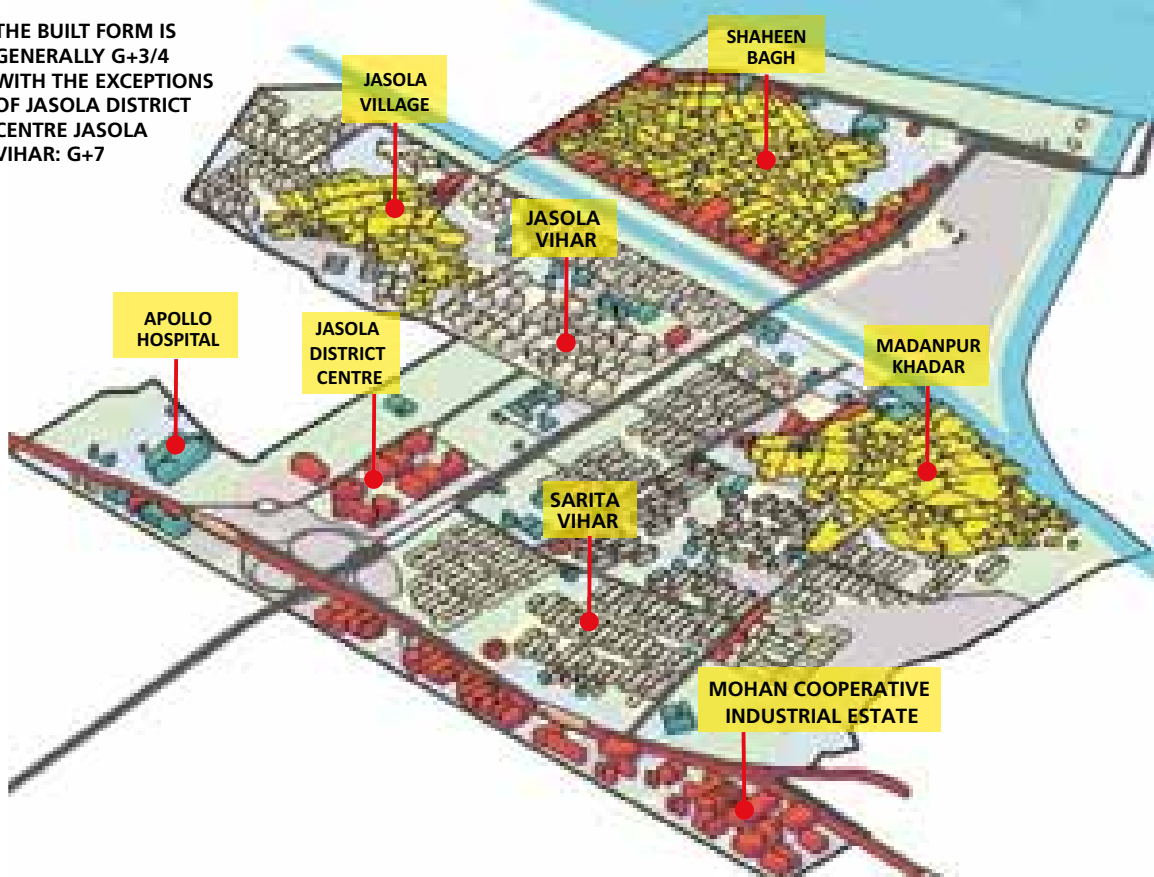 THE BUILT FORM IS
GENERALLY G+3/4
WITH THE EXCEPTIONS
OF JASOLA DISTRICT
CENTRE JASOLA
VIHAR: G+7
SHAHEEN
BAGH
JASOLA
VILLAGE
JASOLA
VIHAR
APOLLO
HOSPITAL
JASOLA
DISTRICT
CENTRE
MADANPUR
KHADAR
SARITA
VIHAR
MOHAN COOPERATIVE
INDUSTRIAL ESTATE